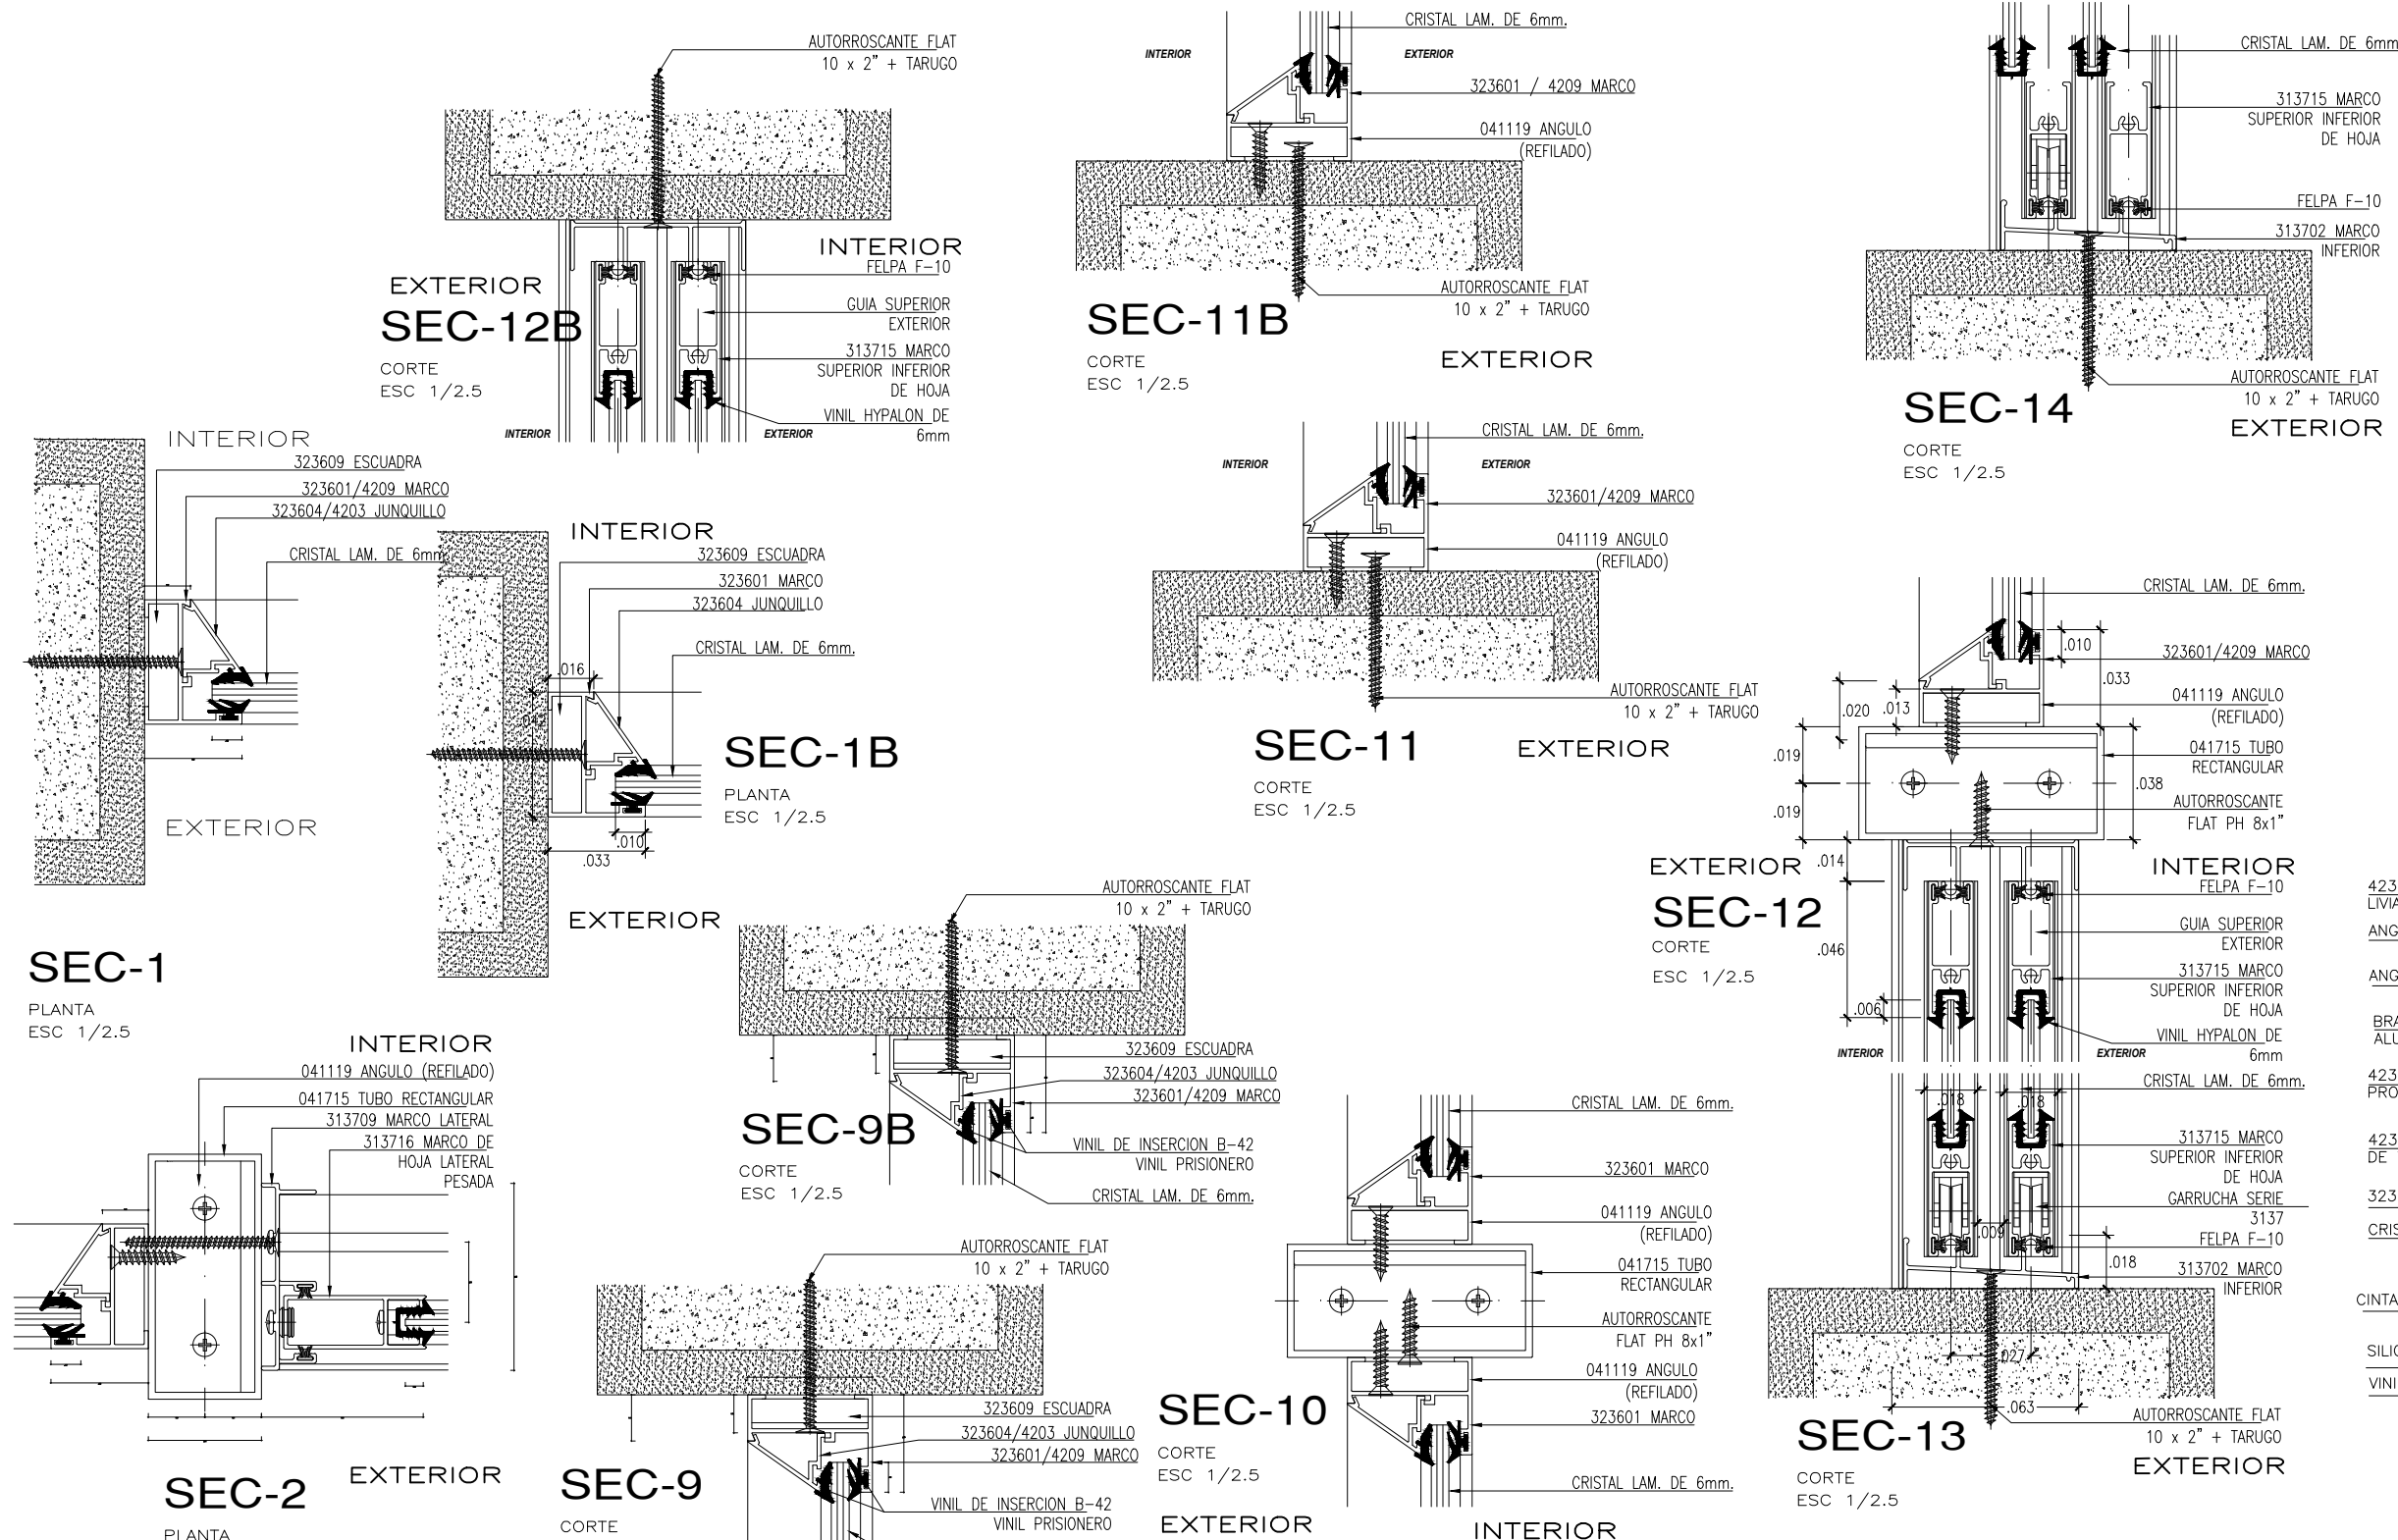 AUTORROSCANTE FLAT
10 x 2" + TARUGO
INTERIOR
FELPA F-10
EXTERIOR
SEC-12B
CORTE
ESC 1/2.5
GUIA SUPERIOR
EXTERIOR
313715 MARCO
SUPERIOR INFERIOR
DE HOJA
VINIL HYPALON DE
6mm
INTERIOR
EXTERIOR
CRISTAL LAM. DE 6mm.
INTERIOR
EXTERIOR
323601 / 4209 MARCO
041119 ANGULO
(REFILADO)
AUTORROSCANTE FLAT
10 x 2" + TARUGO
SEC-11B
CORTE
ESC 1/2.5
EXTERIOR
CRISTAL LAM. DE 6mm
313715 MARCO
SUPERIOR INFERIOR
DE HOJA
FELPA F-10
313702 MARCO
INFERIOR
AUTORROSCANTE FLAT
10 x 2" + TARUGO
SEC-14
EXTERIOR
CORTE
ESC 1/2.5
INTERIOR
323609 ESCUADRA
323601/4209 MARCO
323604/4203 JUNQUILLO
CRISTAL LAM. DE 6mm
EXTERIOR
SEC-1
PLANTA
ESC 1/2.5
INTERIOR
323609 ESCUADRA
323601 MARCO
323604 JUNQUILLO
CRISTAL LAM. DE 6mm.
.016
.010
.033
SEC-1B
PLANTA
ESC 1/2.5
EXTERIOR
CRISTAL LAM. DE 6mm.
INTERIOR
EXTERIOR
323601/4209 MARCO
041119 ANGULO
(REFILADO)
AUTORROSCANTE FLAT
10 x 2" + TARUGO
SEC-11
EXTERIOR
CORTE
ESC 1/2.5
CRISTAL LAM. DE 6mm.
.010
323601/4209 MARCO
.033
041119 ANGULO
(REFILADO)
.020
.013
.019
041715 TUBO
RECTANGULAR
.038
.019
AUTORROSCANTE
FLAT PH 8x1"
EXTERIOR
.014
INTERIOR
FELPA F-10
SEC-12
CORTE
ESC 1/2.5
GUIA SUPERIOR
EXTERIOR
.046
313715 MARCO
SUPERIOR INFERIOR
DE HOJA
.006
VINIL HYPALON DE
6mm
INTERIOR
EXTERIOR
CRISTAL LAM. DE 6mm.
.018
.018
313715 MARCO
SUPERIOR INFERIOR
DE HOJA
GARRUCHA SERIE
3137
.009
FELPA F-10
.018
313702 MARCO
INFERIOR
.027
.063
AUTORROSCANTE FLAT
10 x 2" + TARUGO
SEC-13
EXTERIOR
CORTE
ESC 1/2.5
AUTORROSCANTE FLAT
10 x 2" + TARUGO
323609 ESCUADRA
323604/4203 JUNQUILLO
323601/4209 MARCO
SEC-9B
CORTE
ESC 1/2.5
VINIL DE INSERCION B-42
VINIL PRISIONERO
CRISTAL LAM. DE 6mm.
INTERIOR
041119 ANGULO (REFILADO)
041715 TUBO RECTANGULAR
313709 MARCO LATERAL
313716 MARCO DE
HOJA LATERAL
PESADA
SEC-2
EXTERIOR
PLANTA
AUTORROSCANTE FLAT
10 x 2" + TARUGO
323609 ESCUADRA
323604/4203 JUNQUILLO
323601/4209 MARCO
SEC-9
CORTE
VINIL DE INSERCION B-42
VINIL PRISIONERO
CRISTAL LAM. DE 6mm.
323601 MARCO
041119 ANGULO
(REFILADO)
041715 TUBO
RECTANGULAR
AUTORROSCANTE
FLAT PH 8x1"
041119 ANGULO
(REFILADO)
323601 MARCO
SEC-10
CORTE
ESC 1/2.5
CRISTAL LAM. DE 6mm.
EXTERIOR
INTERIOR
423
LIVIA
ANG
ANG
BRA
ALU
423
PRO
423
DE
323
CRIS
CINTA
SILIC
VINI